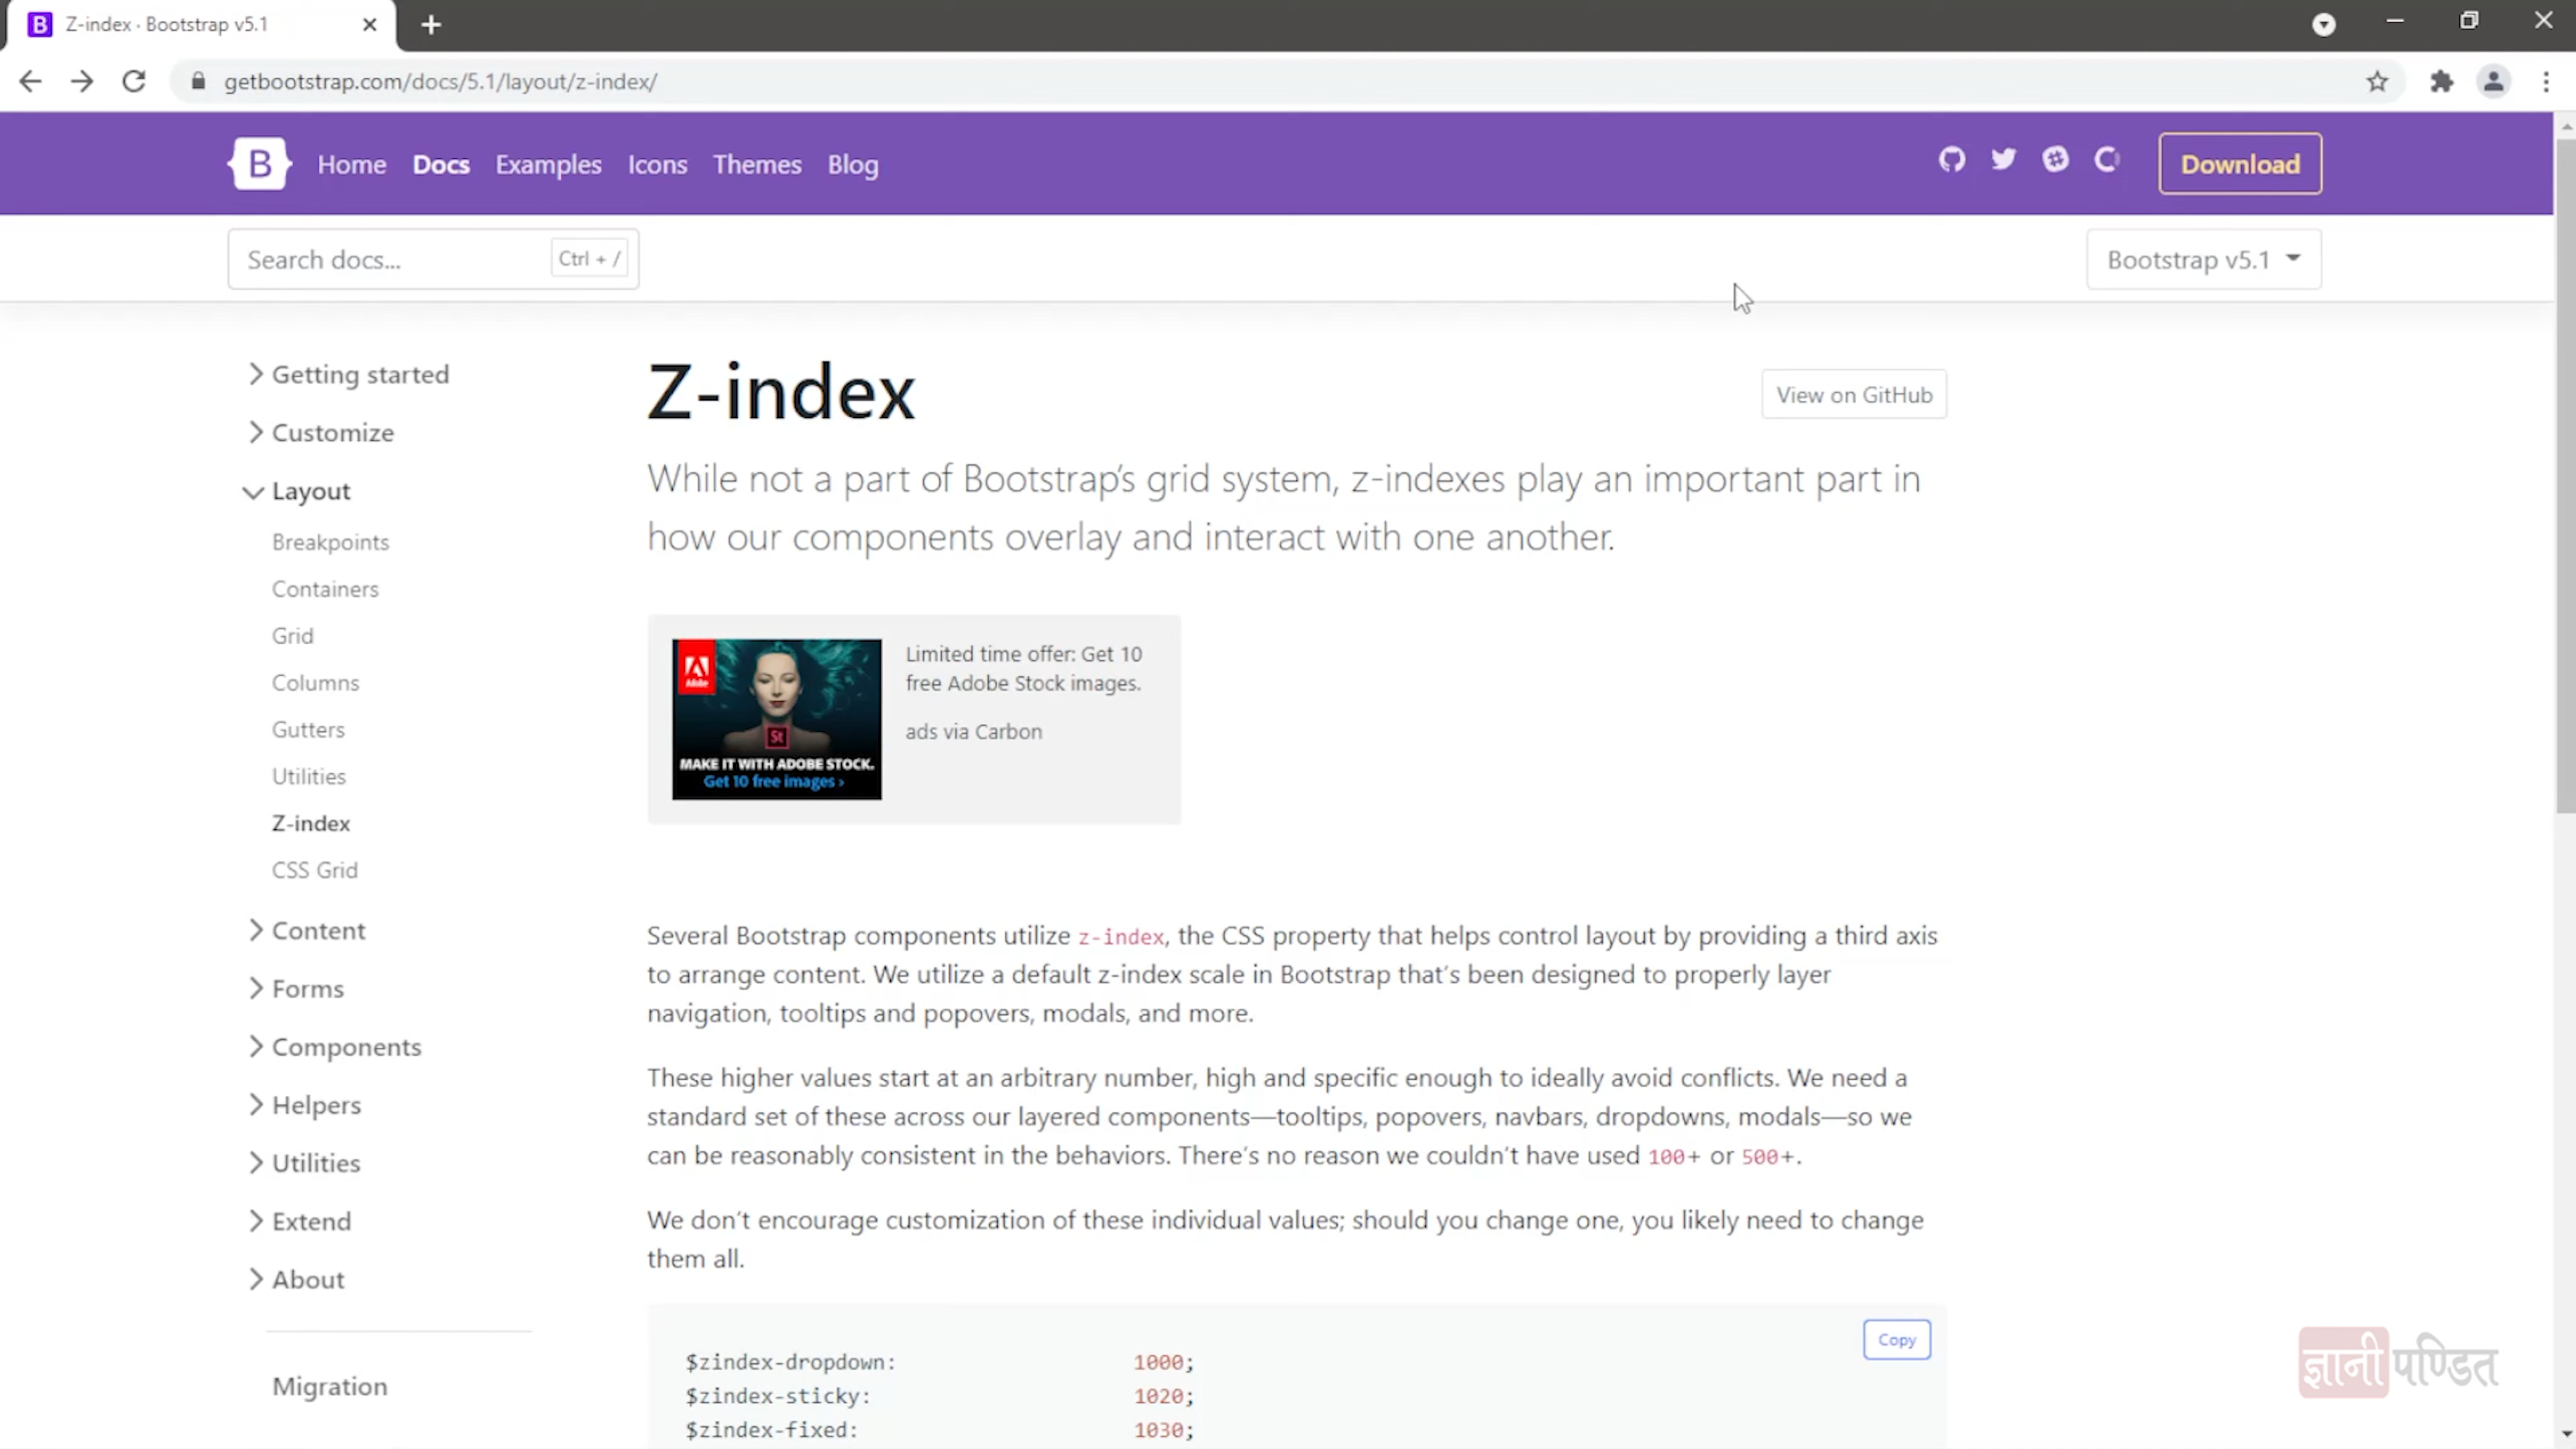 Z-index · Bootstrap v5.1
getbootstrap.com/docs/5.1/layout/z-index/
B Home Docs Examples Icons Themes Blog Download
Search docs... Ctrl + / Bootstrap v5.1
Getting started
Customize
Layout
Breakpoints
Containers
Grid
Columns
Gutters
Utilities
Z-index
CSS Grid
Content
Forms
Components
Helpers
Utilities
Extend
About
Migration
Z-index
View on GitHub
While not a part of Bootstrap's grid system, z-indexes play an important part in
how our components overlay and interact with one another.
Adobe
St
MAKE IT WITH ADOBE STOCK.
Get 10 free images ›
Limited time offer: Get 10
free Adobe Stock images.
ads via Carbon
Several Bootstrap components utilize z-index, the CSS property that helps control layout by providing a third axis
to arrange content. We utilize a default z-index scale in Bootstrap that's been designed to properly layer
navigation, tooltips and popovers, modals, and more.
These higher values start at an arbitrary number, high and specific enough to ideally avoid conflicts. We need a
standard set of these across our layered components—tooltips, popovers, navbars, dropdowns, modals—so we
can be reasonably consistent in the behaviors. There's no reason we couldn't have used 100+ or 500+.
We don't encourage customization of these individual values; should you change one, you likely need to change
them all.
Copy
$zindex-dropdown: 1000;
$zindex-sticky: 1020;
$zindex-fixed: 1030;
ज्ञानी पण्डित